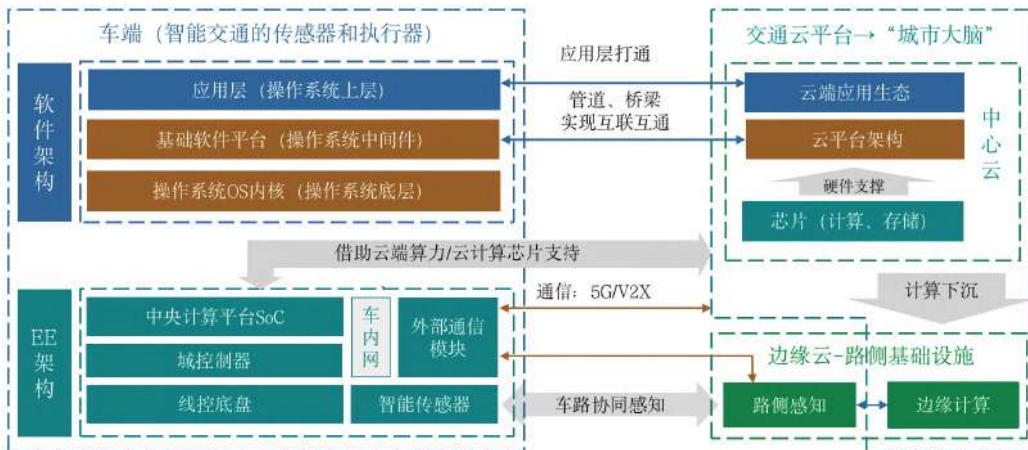 车端（智能交通的传感器和执行器）
软件架构
应用层（操作系统上层）
基础软件平台（操作系统中间件）
操作系统OS内核（操作系统底层）
应用层打通
管道、桥梁
实现互联互通
交通云平台→“城市大脑”
云端应用生态
云平台架构
硬件支撑
芯片（计算、存储）
中心云
借助云端算力/云计算芯片支待
EE架构
中央计算平台SoC
域控制器
线控底盘
车内网
外部通信
模块
智能传感器
通信：5G/V2X
车路协同感知
计算下沉
边缘云-路侧基础设施
路侧感知
边缘计算